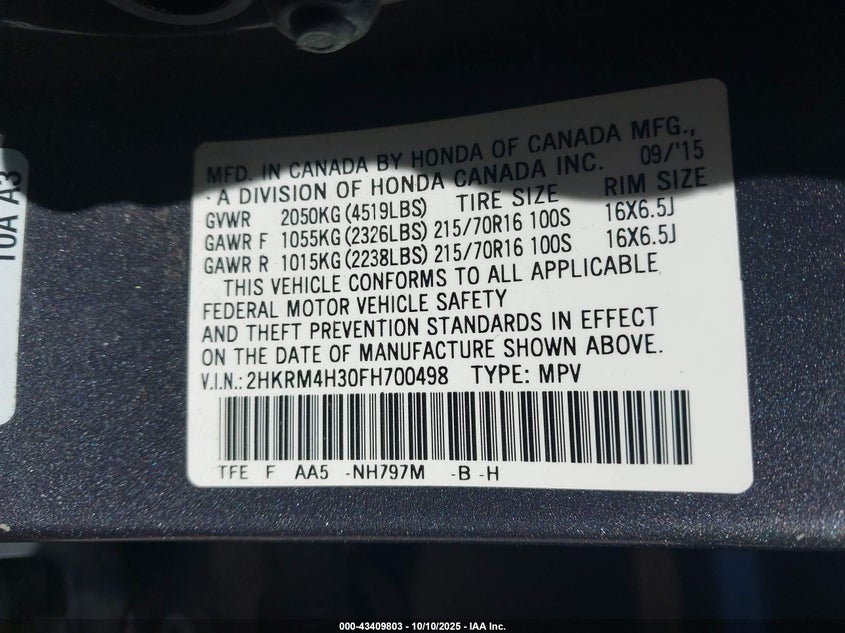 10A A3
MFD. IN CANADA BY HONDA OF CANADA MFG.,
A DIVISION OF HONDA CANADA INC. 09/'15
TIRE SIZE RIM SIZE
GVWR 2050KG (4519LBS)
GAWR F 1055KG (2326LBS) 215/70R16 100S 16X6.5J
GAWR R 1015KG (2238LBS) 215/70R16 100S 16X6.5J
THIS VEHICLE CONFORMS TO ALL APPLICABLE
FEDERAL MOTOR VEHICLE SAFETY
AND THEFT PREVENTION STANDARDS IN EFFECT
ON THE DATE OF MANUFACTURE SHOWN ABOVE.
V.I.N.: 2HKRM4H30FH700498 TYPE: MPV
TFE F AA5 -NH797M -B -H
000-43409803 - 10/10/2025 - IAA Inc.